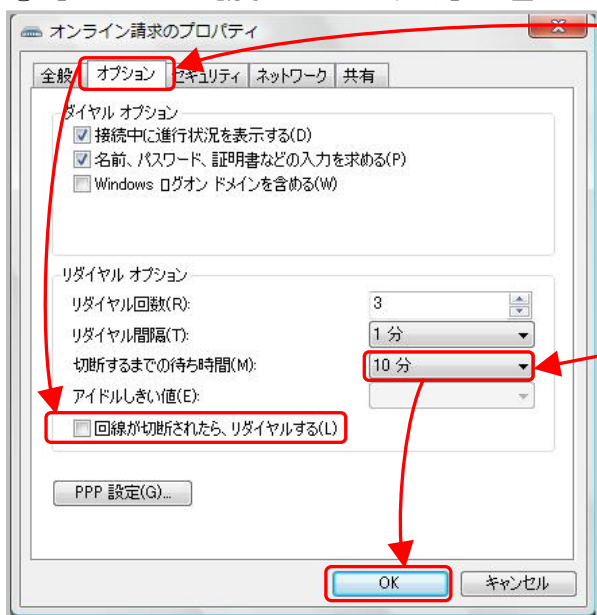 オンライン請求のプロパティ
全般 オプション セキュリティ ネットワーク 共有
ダイヤル オプション
接続中に進行状況を表示する(D)
名前、パスワード、証明書などの入力を求める(P)
Windows ログオン ドメインを含める(W)
リダイヤル オプション
リダイヤル回数(R): 3
リダイヤル間隔(T): 1 分
切断するまでの待ち時間(M): 10 分
アイドルしきい値(E):
回線が切断されたら、リダイヤルする(L)
PPP 設定(G)...
OK キャンセル